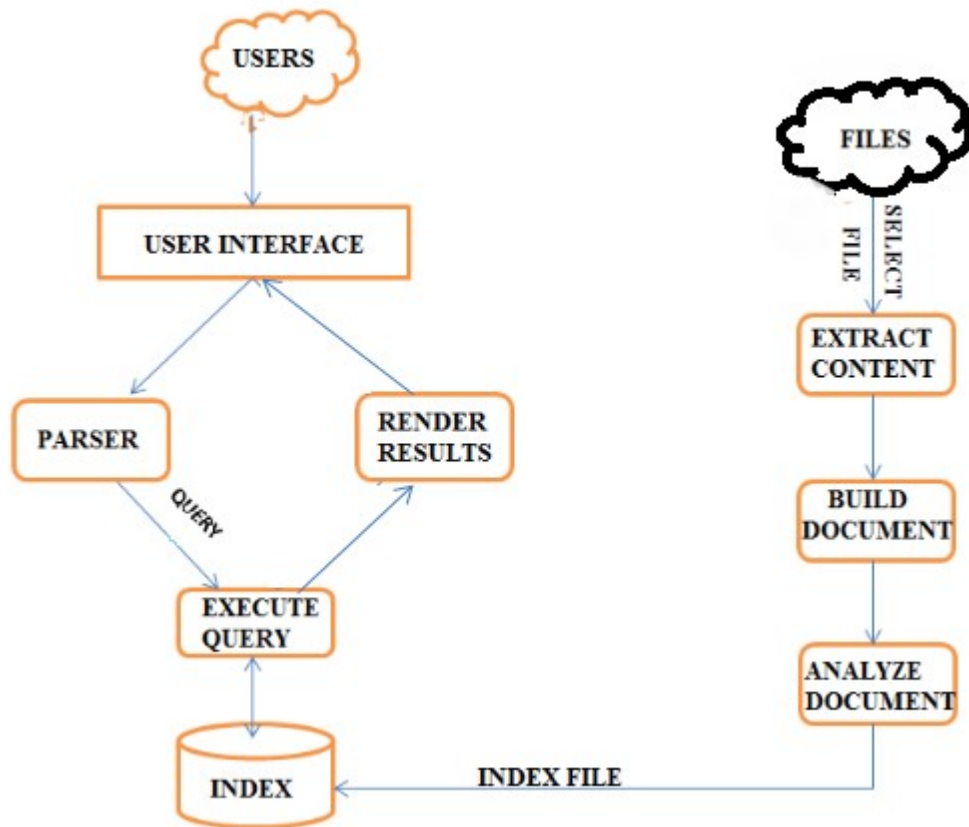 USERS
FILES
SELECT
FILE
USER INTERFACE
EXTRACT
CONTENT
PARSER
RENDER
RESULTS
QUERY
BUILD
DOCUMENT
EXECUTE
QUERY
ANALYZE
DOCUMENT
INDEX FILE
INDEX